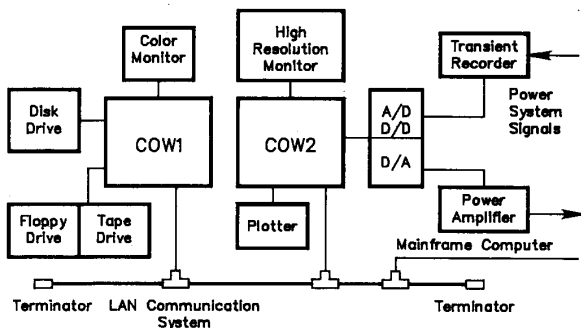 Color
Monitor
High
Resolution
Monitor
Transient
Recorder
Disk
Drive
COW1
COW2
A/D
D/D
D/A
Power
System
Signals
Floppy
Drive
Tape
Drive
Plotter
Power
Amplifier
Mainframe Computer
Terminator
LAN Communication
System
Terminator